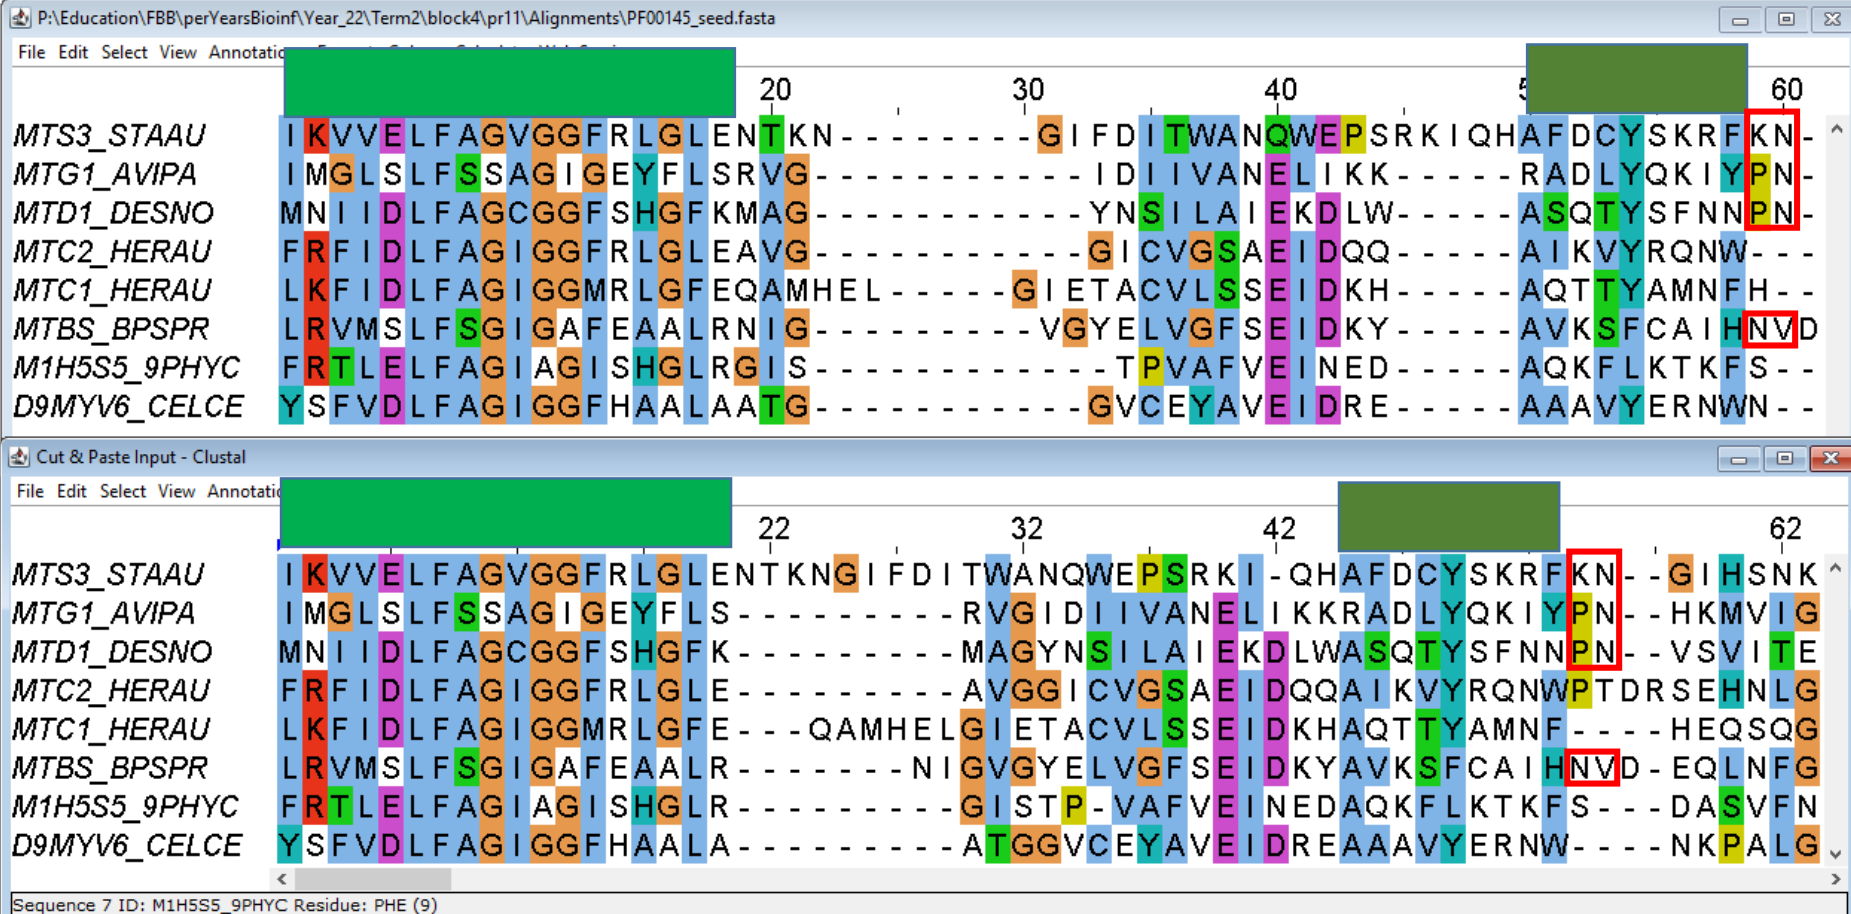 P:\Education\FBB\perYearsBioinf\Year_22\Term2\block4\pr11\Alignments\PF00145_seed.fasta
File Edit Select View
20 30 40 60
MTS3_STAAU IKVVELFAGVGGFRLGLENTKN--------GIFDITWANQWEPSRKIQHAFDCYSKRFKN-
MTG1_AVIPA IMGLSLFSSAGIGEYFLSRVG-----------IDIIVANELIKK-----RADLYQKIYPN-
MTD1_DESNO MNIIDLFAGCGGFSHGFKMAG-----------YNSILAIEKDLW-----ASQTYSFNNPN-
MTC2_HERAU FRFIDLFAGIGGFRLGLEAVG-----------GICVGSAEIDQQ-----AIKVYRQNW---
MTC1_HERAU LKFIDLFAGIGGMRLGFEQAMHEL-----GIETACVLSSEIDKH-----AQTTYAMNFH--
MTBS_BPSPR LRVMSLFSGIGAFEAALRNIG---------VGYELVGFSEIDKY-----AVKSFCAIHNVD
M1H5S5_9PHYC FRTLELFAGIAGISHGLRGIS------------TPVAFVEINED-----AQKFLKTKFS--
D9MYV6_CELCE YSFVDLFAGIGGFHAALAATG-----------GVCEYAVEIDRE-----AAAVYERNWN--
Cut & Paste Input - Clustal
File Edit Select View
22 32 42 62
MTS3_STAAU IKVVELFAGVGGFRLGLENTKNGIFDITWANQWEPSRKI-QHAFDCYSKRFKN--GIHSNK
MTG1_AVIPA IMGLSLFSSAGIGEYFLS---------RVGIDIIVANELIKKRADLYQKIYPN--HKMVIG
MTD1_DESNO MNIIDLFAGCGGFSHGFK---------MAGYNSILAIEKDLWASQTYSFNNPN--VSVITE
MTC2_HERAU FRFIDLFAGIGGFRLGLE---------AVGGICVGSAEIDQQAIKVYRQNWPTDRSEHNLG
MTC1_HERAU LKFIDLFAGIGGMRLGFE---QAMHELGIETACVLSSEIDKHAQTTYAMNF----HEQSQG
MTBS_BPSPR LRVMSLFSGIGAFEAALR-------NIGVGYELVGFSEIDKYAVKSFCAIHNVD-EQLNFG
M1H5S5_9PHYC FRTLELFAGIAGISHGLR---------GISTP-VAFVEINEDAQKFLKTKFS---DASVFN
D9MYV6_CELCE YSFVDLFAGIGGFHAALA---------ATGGVCEYAVEIDREAAAVYERNW----NKPALG
Sequence 7 ID: M1H5S5_9PHYC Residue: PHE (9)